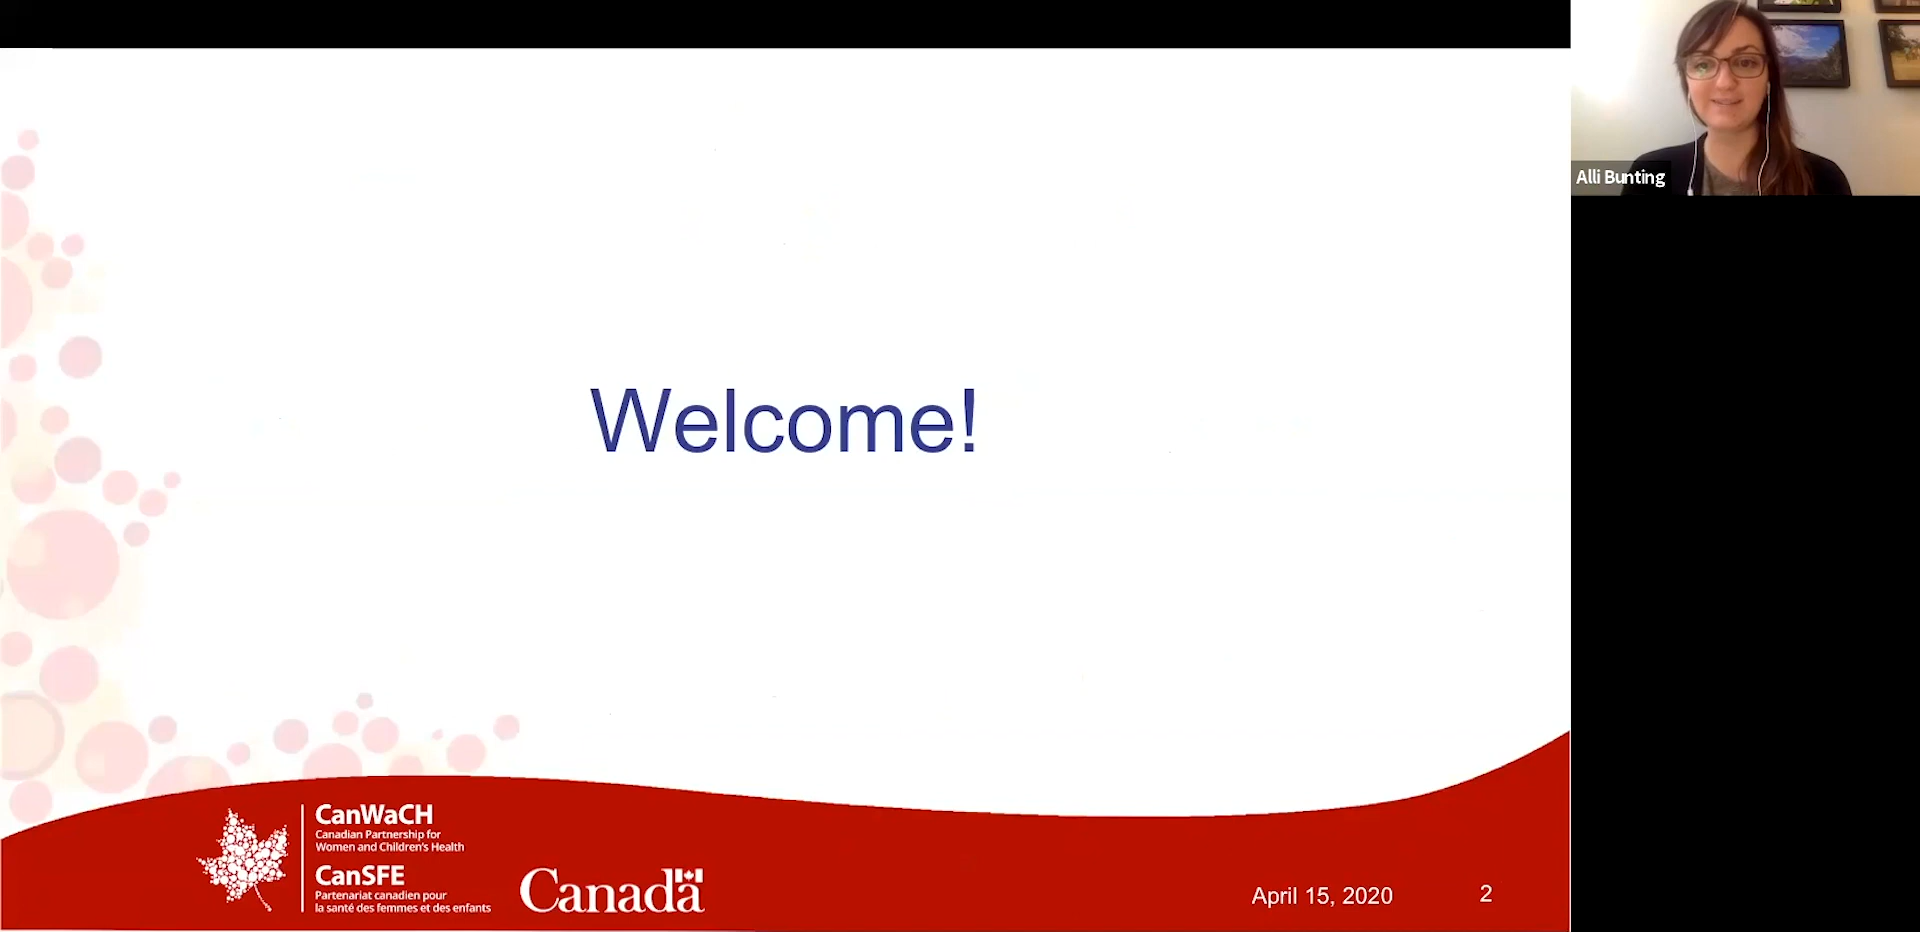 Alli Bunting
Welcome!
CanWaCH
Canadian Partnership for
Women and Children's Health
CanSFE
Partenariat canadien pour
la santé des femmes et des enfants
Canada
April 15, 2020
2